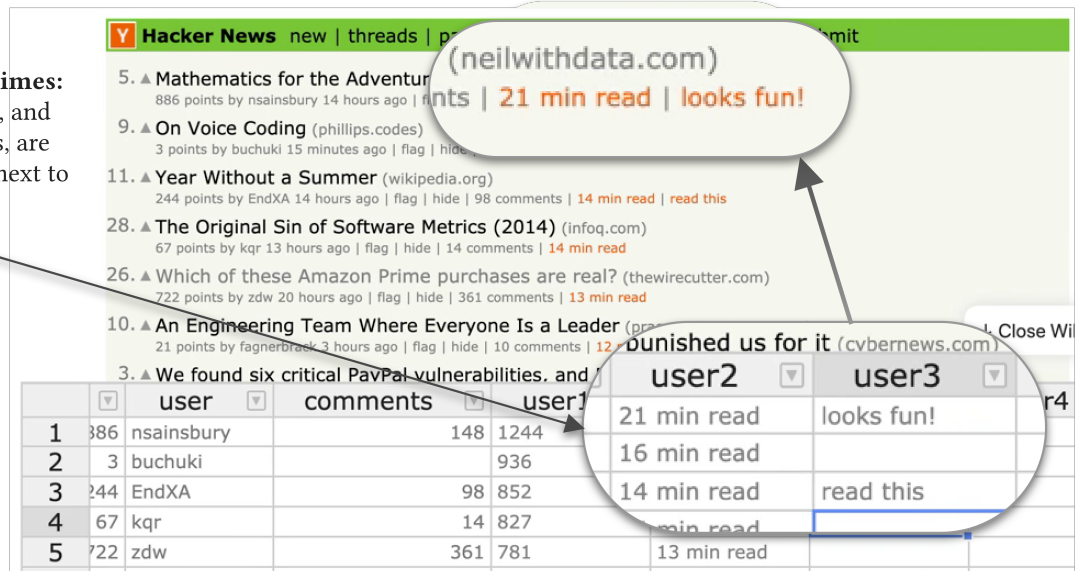 imes:
, and
s, are
next to
Y Hacker News new | threads |
bmit
(neilwithdata.com)
nts | 21 min read | looks fun!
5. Mathematics for the Adventur
886 points by nsainsbury 14 hours ago |
9. On Voice Coding (phillips.codes)
3 points by buchuki 15 minutes ago | flag | hide
11. Year Without a Summer (wikipedia.org)
244 points by EndXA 14 hours ago | flag | hide | 98 comments | 14 min read | read this
28. The Original Sin of Software Metrics (2014) (infoq.com)
67 points by kqr 13 hours ago | flag | hide | 14 comments | 14 min read
26. Which of these Amazon Prime purchases are real? (thewirecutter.com)
722 points by zdw 20 hours ago | flag | hide | 361 comments | 13 min read
10. An Engineering Team Where Everyone Is a Leader
21 points by fagnerbrack 3 hours ago | flag | hide | 10 comments | 12
↓ Close Wil
3. We found six critical PayPal vulnerabilities, and
punished us for it (cybernews.com)
user comments user1 user2 user3 r4
1 886 nsainsbury 148 1244 21 min read looks fun!
2 3 buchuki 936 16 min read
3 244 EndXA 98 852 14 min read read this
4 67 kqr 14 827 min read
5 722 zdw 361 781 13 min read